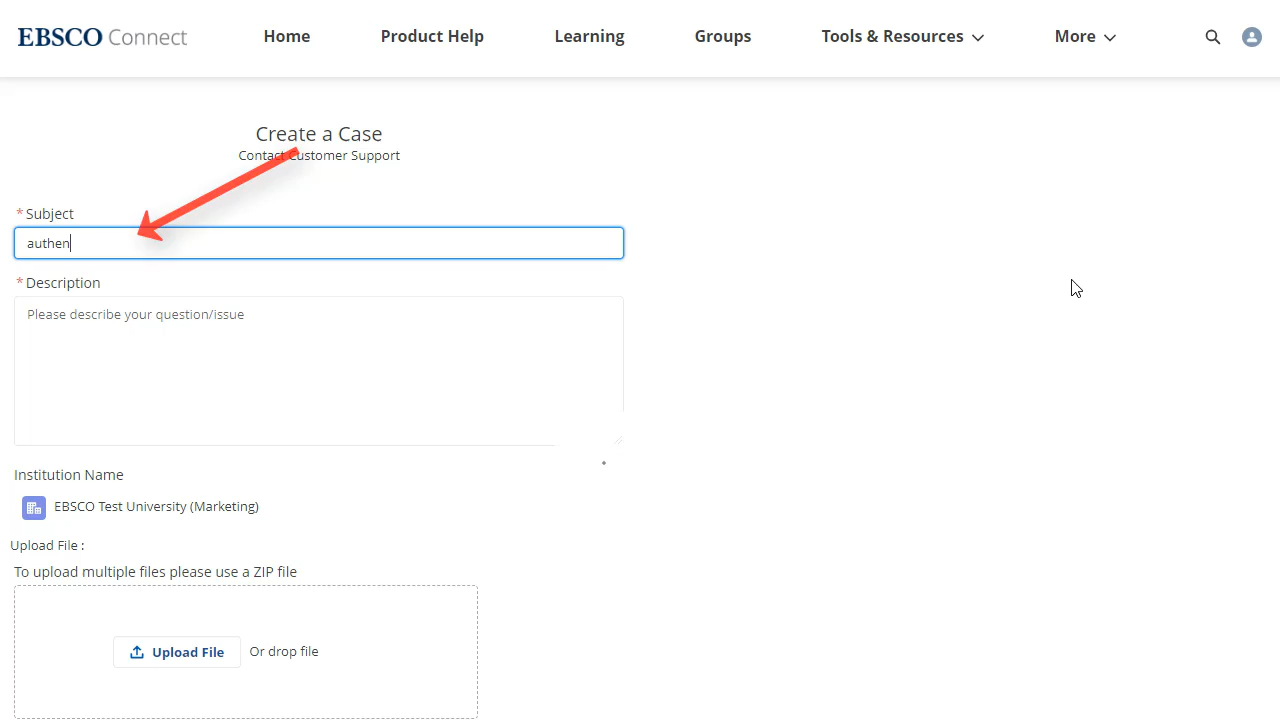 EBSCO Connect Home Product Help Learning Groups Tools & Resources More
Create a Case
Contact Customer Support
* Subject
authen
* Description
Please describe your question/issue
Institution Name
EBSCO Test University (Marketing)
Upload File :
To upload multiple files please use a ZIP file
Upload File Or drop file